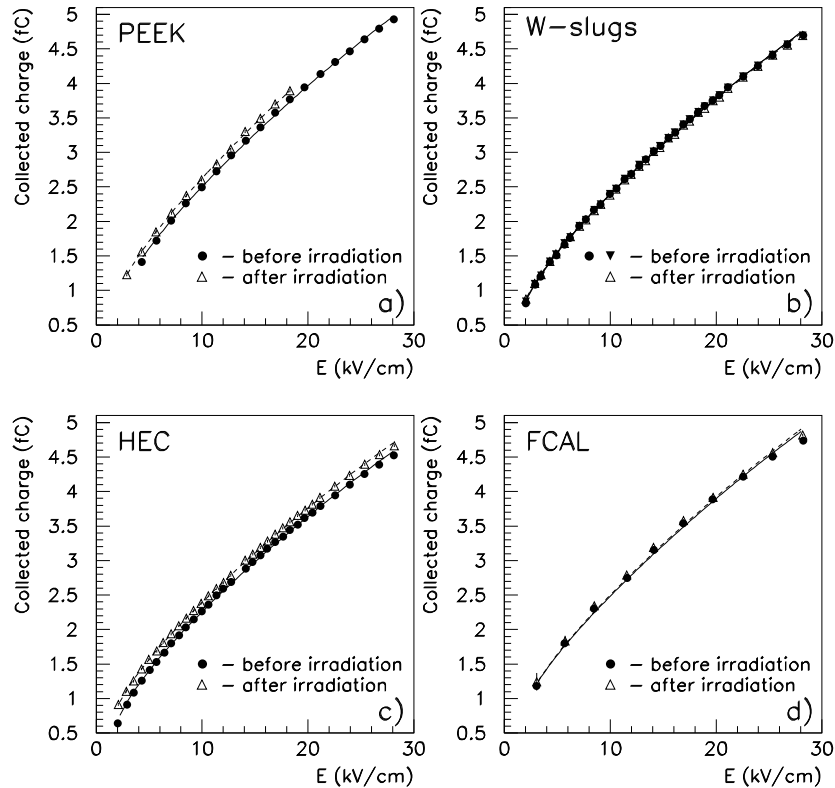 Collected charge (fC)
5
4.5
4
3.5
3
2.5
2
1.5
1
0.5
PEEK
● – before irradiation
△ – after irradiation
a)
0 10 20 30
E (kV/cm)
Collected charge (fC)
5
4.5
4
3.5
3
2.5
2
1.5
1
0.5
W-slugs
● ▼ – before irradiation
△ – after irradiation
b)
0 10 20 30
E (kV/cm)
Collected charge (fC)
5
4.5
4
3.5
3
2.5
2
1.5
1
0.5
HEC
● – before irradiation
△ – after irradiation
c)
0 10 20 30
E (kV/cm)
Collected charge (fC)
5
4.5
4
3.5
3
2.5
2
1.5
1
0.5
FCAL
● – before irradiation
△ – after irradiation
d)
0 10 20 30
E (kV/cm)